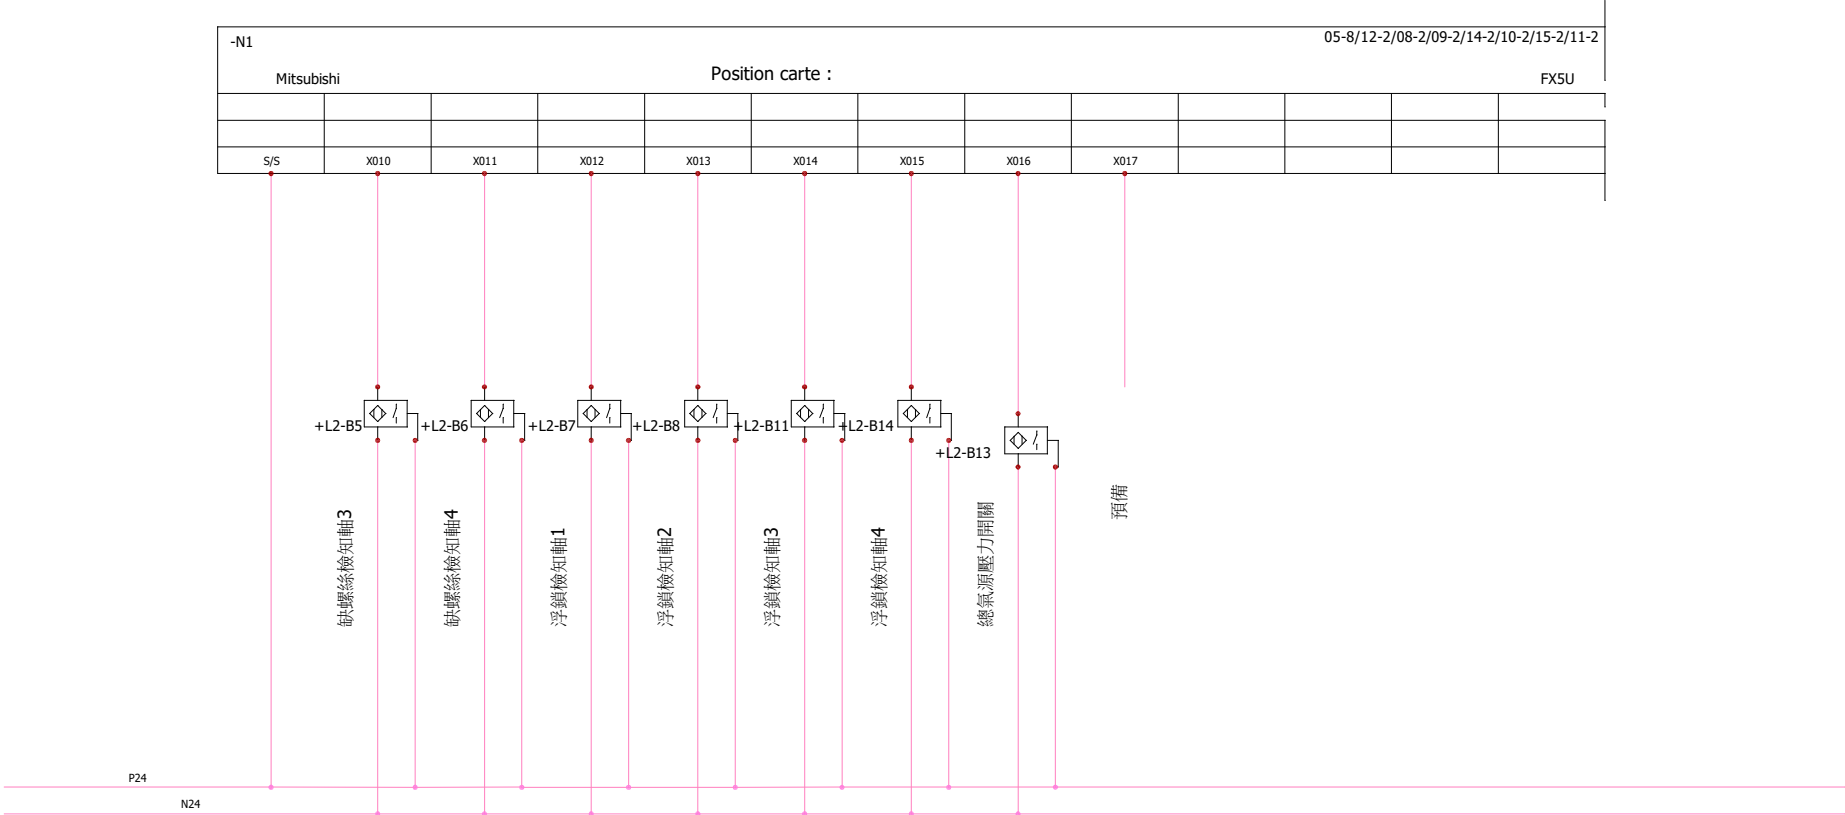 -N1
05-8/12-2/08-2/09-2/14-2/10-2/15-2/11-2
Mitsubishi
Position carte :
FX5U
S/S
X010
X011
X012
X013
X014
X015
X016
X017
+L2-B5
+L2-B6
+L2-B7
+L2-B8
+L2-B11
+L2-B14
+L2-B13
缺螺絲檢知軸3
缺螺絲檢知軸4
浮鎖檢知軸1
浮鎖檢知軸2
浮鎖檢知軸3
浮鎖檢知軸4
總氣源壓力開關
預備
P24
N24